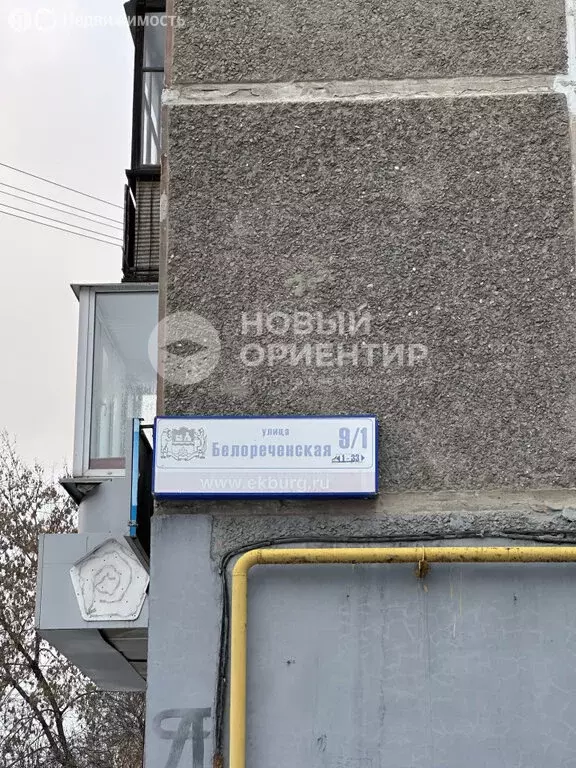 Недвижимость
НОВЫЙ
ОРИЕНТИР
улица
Белореченская
9/1
1-33
www.ekburg.ru